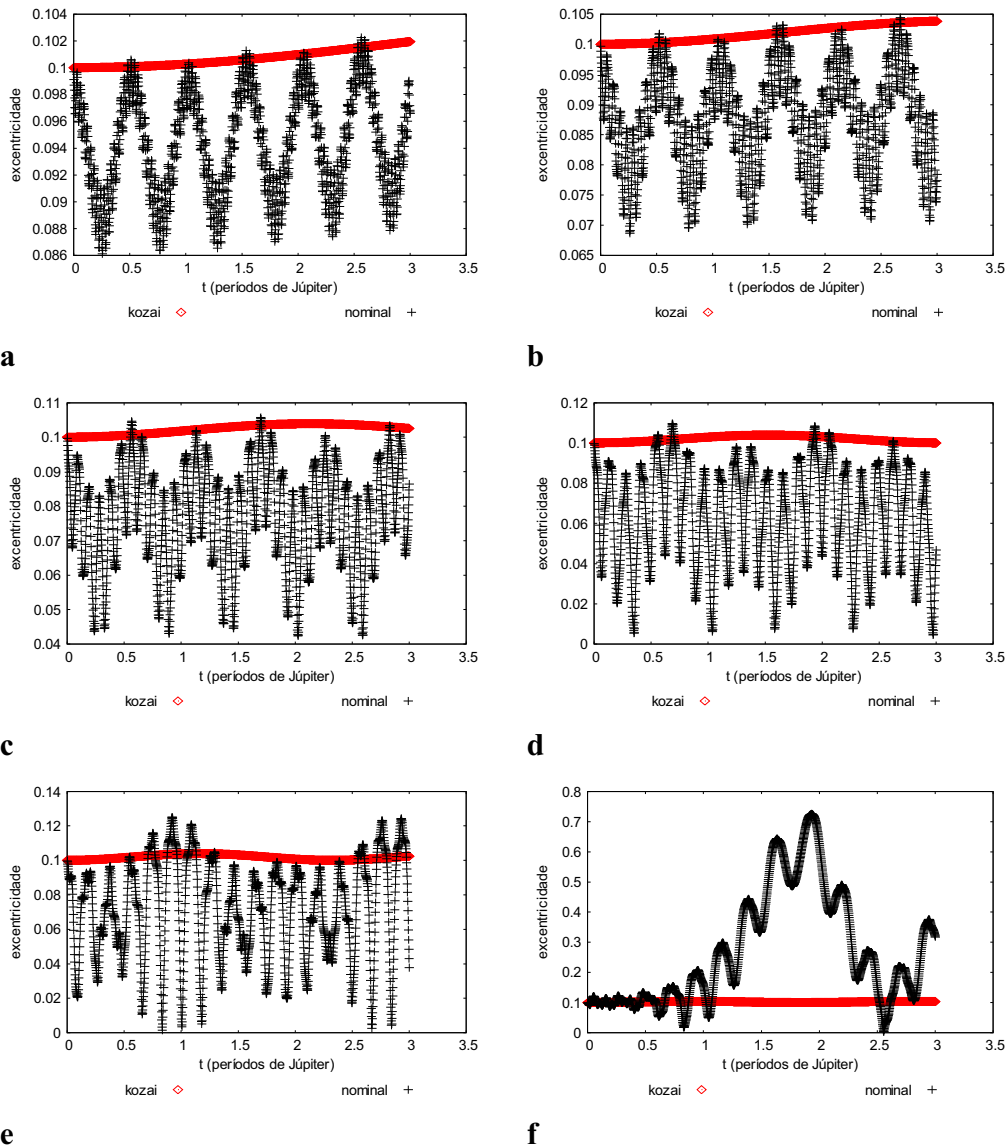 excentricidade
0.102
0.1
0.098
0.096
0.094
0.092
0.09
0.088
0.086
0 0.5 1 1.5 2 2.5 3 3.5
t (períodos de Júpiter)
kozai nominal
a
excentricidade
0.105
0.1
0.095
0.09
0.085
0.08
0.075
0.07
0.065
0 0.5 1 1.5 2 2.5 3 3.5
t (períodos de Júpiter)
kozai nominal
b
excentricidade
0.11
0.1
0.09
0.08
0.07
0.06
0.05
0.04
0 0.5 1 1.5 2 2.5 3 3.5
t (períodos de Júpiter)
kozai nominal
c
excentricidade
0.12
0.1
0.08
0.06
0.04
0.02
0
0 0.5 1 1.5 2 2.5 3 3.5
t (períodos de Júpiter)
kozai nominal
d
excentricidade
0.14
0.12
0.1
0.08
0.06
0.04
0.02
0
0 0.5 1 1.5 2 2.5 3 3.5
t (períodos de Júpiter)
kozai nominal
e
excentricidade
0.8
0.7
0.6
0.5
0.4
0.3
0.2
0.1
0
0 0.5 1 1.5 2 2.5 3 3.5
t (períodos de Júpiter)
kozai nominal
f